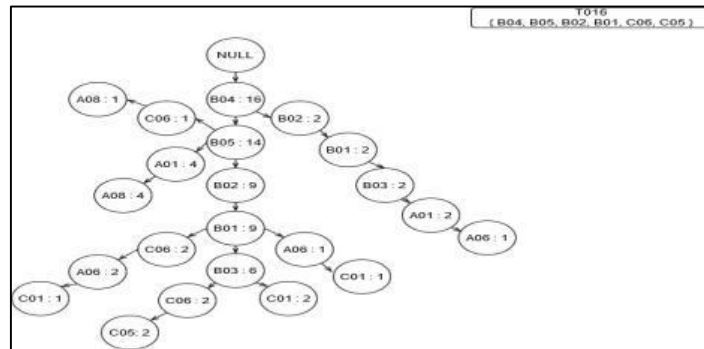 T016
{ B04, B05, B02, B01, C06, C05 }
NULL
A08 : 1
B04 : 16
C06 : 1
B02 : 2
B05 : 14
B01 : 2
A01 : 4
B03 : 2
A08 : 4
B02 : 9
A01 : 2
B01 : 9
A06 : 1
C06 : 2
A06 : 1
A06 : 2
B03 : 6
C01 : 1
C01 : 1
C06 : 2
C01 : 2
C05: 2